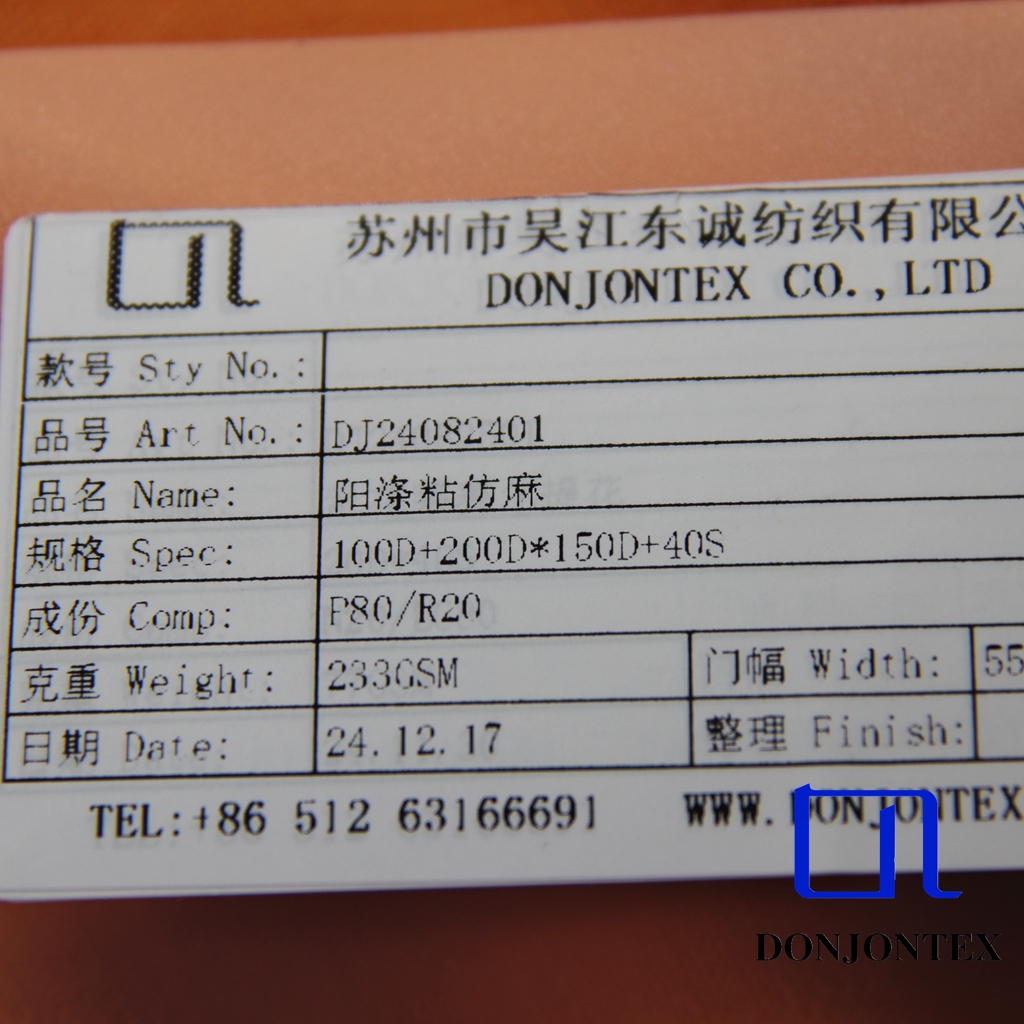 苏州市吴江东诚纺织有限公
DONJONTEX CO.,LTD
款号 Sty No.:
品号 Art No.: DJ24082401
品名 Name: 阳涤粘仿麻
规格 Spec: 100D+200D*150D+40S
成份 Comp: P80/R20
克重 Weight: 233GSM 门幅 Width: 55
日期 Date: 24.12.17 整理 Finish:
TEL:+86 512 63166691 WWW.DONJONTEX
DONJONTEX